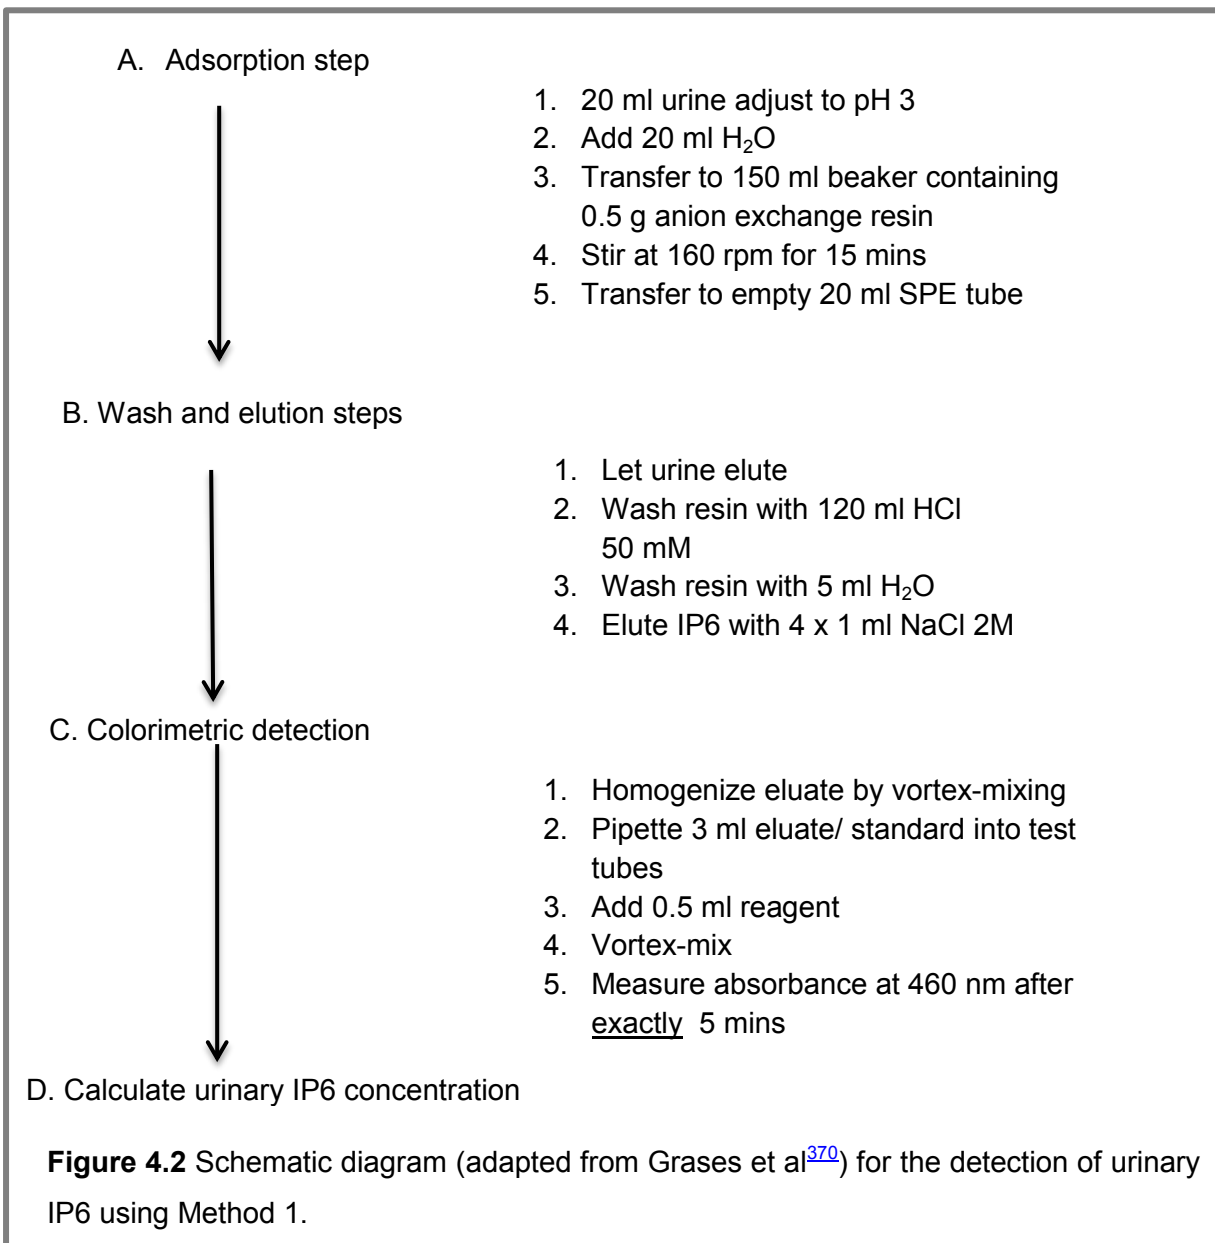 A. Adsorption step
1. 20 ml urine adjust to pH 3
2. Add 20 ml H₂O
3. Transfer to 150 ml beaker containing
0.5 g anion exchange resin
4. Stir at 160 rpm for 15 mins
5. Transfer to empty 20 ml SPE tube
B. Wash and elution steps
1. Let urine elute
2. Wash resin with 120 ml HCl
50 mM
3. Wash resin with 5 ml H₂O
4. Elute IP6 with 4 x 1 ml NaCl 2M
C. Colorimetric detection
1. Homogenize eluate by vortex-mixing
2. Pipette 3 ml eluate/ standard into test
tubes
3. Add 0.5 ml reagent
4. Vortex-mix
5. Measure absorbance at 460 nm after
exactly 5 mins
D. Calculate urinary IP6 concentration
Figure 4.2 Schematic diagram (adapted from Grases et al³⁷⁰) for the detection of urinary
IP6 using Method 1.